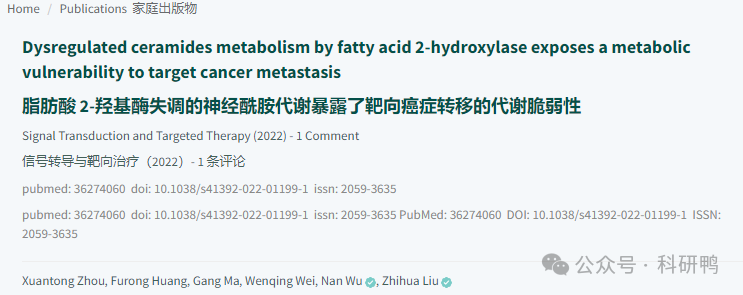 Home / Publications 家庭出版物
Dysregulated ceramides metabolism by fatty acid 2-hydroxylase exposes a metabolic
vulnerability to target cancer metastasis
脂肪酸 2-羟基酶失调的神经酰胺代谢暴露了靶向癌症转移的代谢脆弱性
Signal Transduction and Targeted Therapy (2022) - 1 Comment
信号转导与靶向治疗（2022）- 1 条评论
pubmed: 36274060 doi: 10.1038/s41392-022-01199-1 issn: 2059-3635
pubmed: 36274060 doi: 10.1038/s41392-022-01199-1 issn: 2059-3635 PubMed: 36274060 DOI: 10.1038/s41392-022-01199-1 ISSN:
2059-3635
公众号 · 科研鸭
Xuantong Zhou, Furong Huang, Gang Ma, Wenqing Wei, Nan Wu, Zhihua Liu